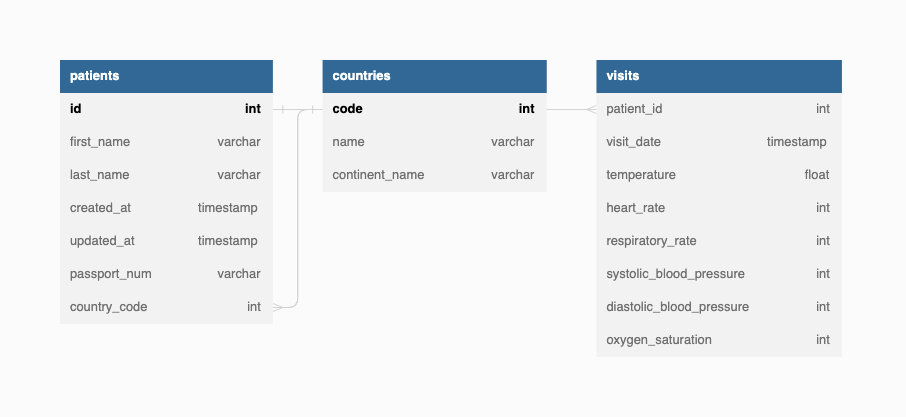 patients
id int
first_name varchar
last_name varchar
created_at timestamp
updated_at timestamp
passport_num varchar
country_code int
countries
code int
name varchar
continent_name varchar
visits
patient_id int
visit_date timestamp
temperature float
heart_rate int
respiratory_rate int
systolic_blood_pressure int
diastolic_blood_pressure int
oxygen_saturation int